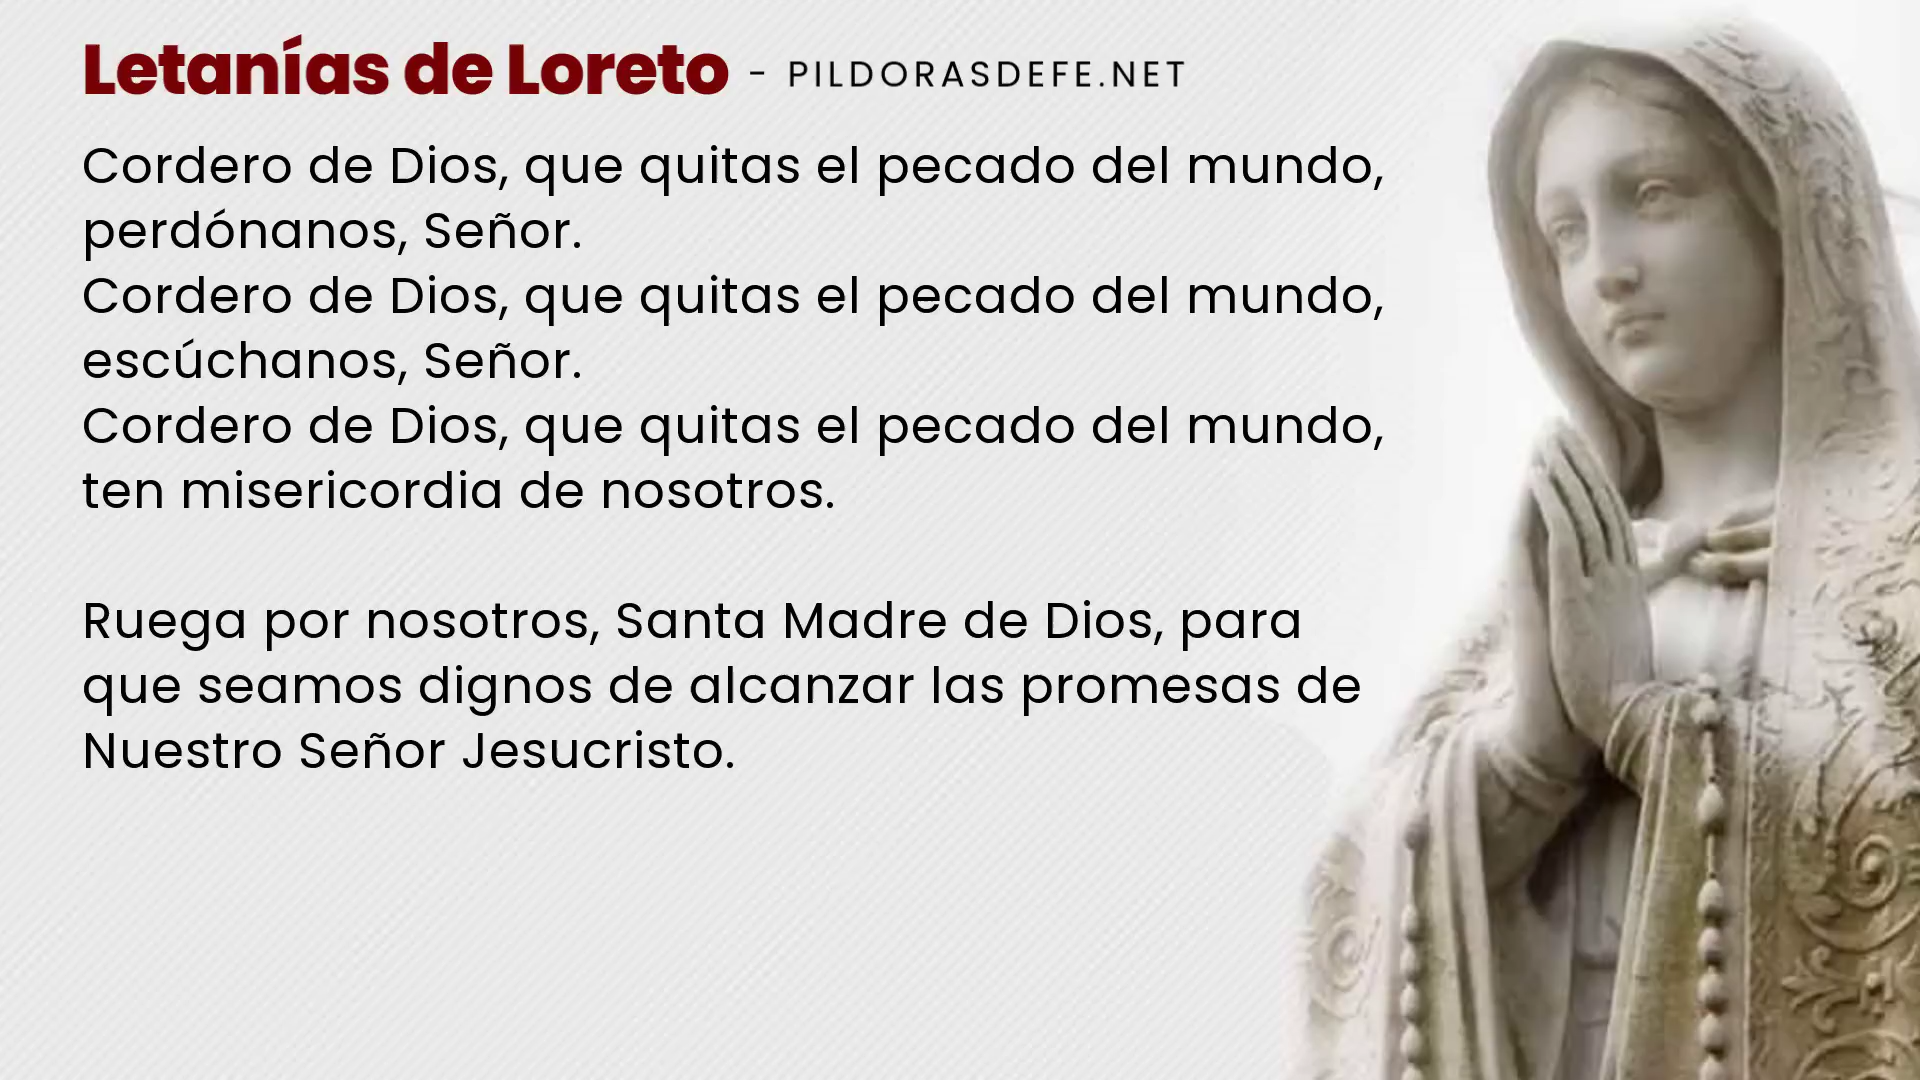 Letanías de Loreto - PILDORASDEFE.NET
Cordero de Dios, que quitas el pecado del mundo,
perdónanos, Señor.
Cordero de Dios, que quitas el pecado del mundo,
escúchanos, Señor.
Cordero de Dios, que quitas el pecado del mundo,
ten misericordia de nosotros.
Ruega por nosotros, Santa Madre de Dios, para
que seamos dignos de alcanzar las promesas de
Nuestro Señor Jesucristo.